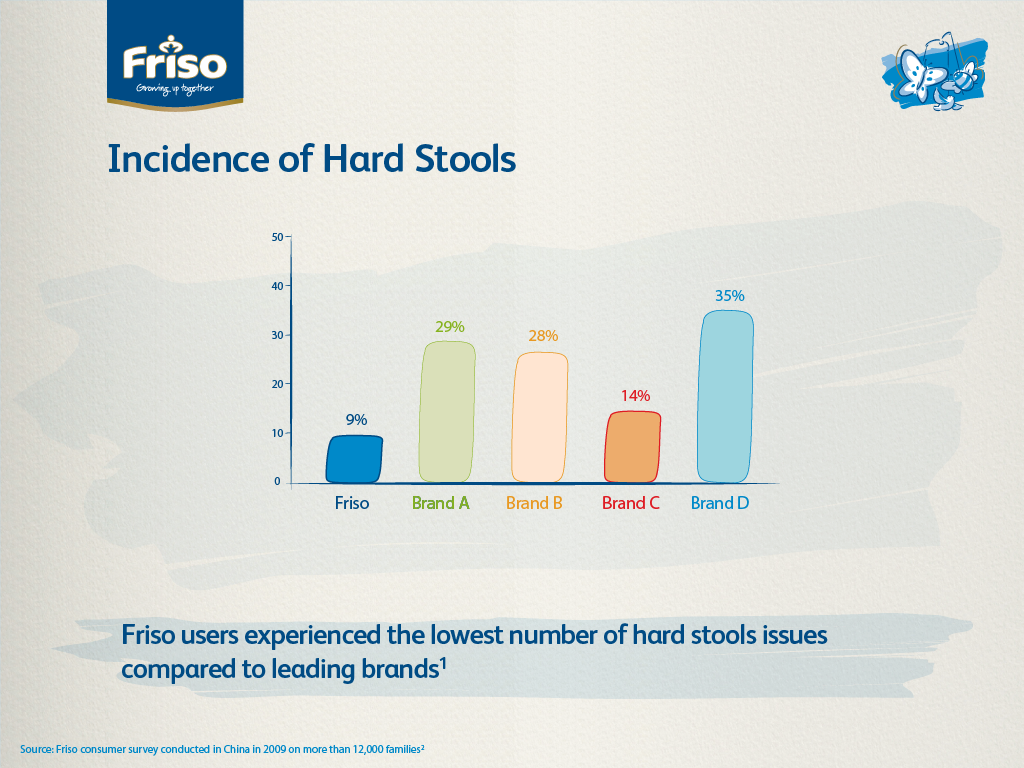 Friso
Growing up together
Incidence of Hard Stools
50
40
30
20
10
0
9%
29%
28%
14%
35%
Friso
Brand A
Brand B
Brand C
Brand D
Friso users experienced the lowest number of hard stools issues
compared to leading brands¹
Source: Friso consumer survey conducted in China in 2009 on more than 12,000 families²